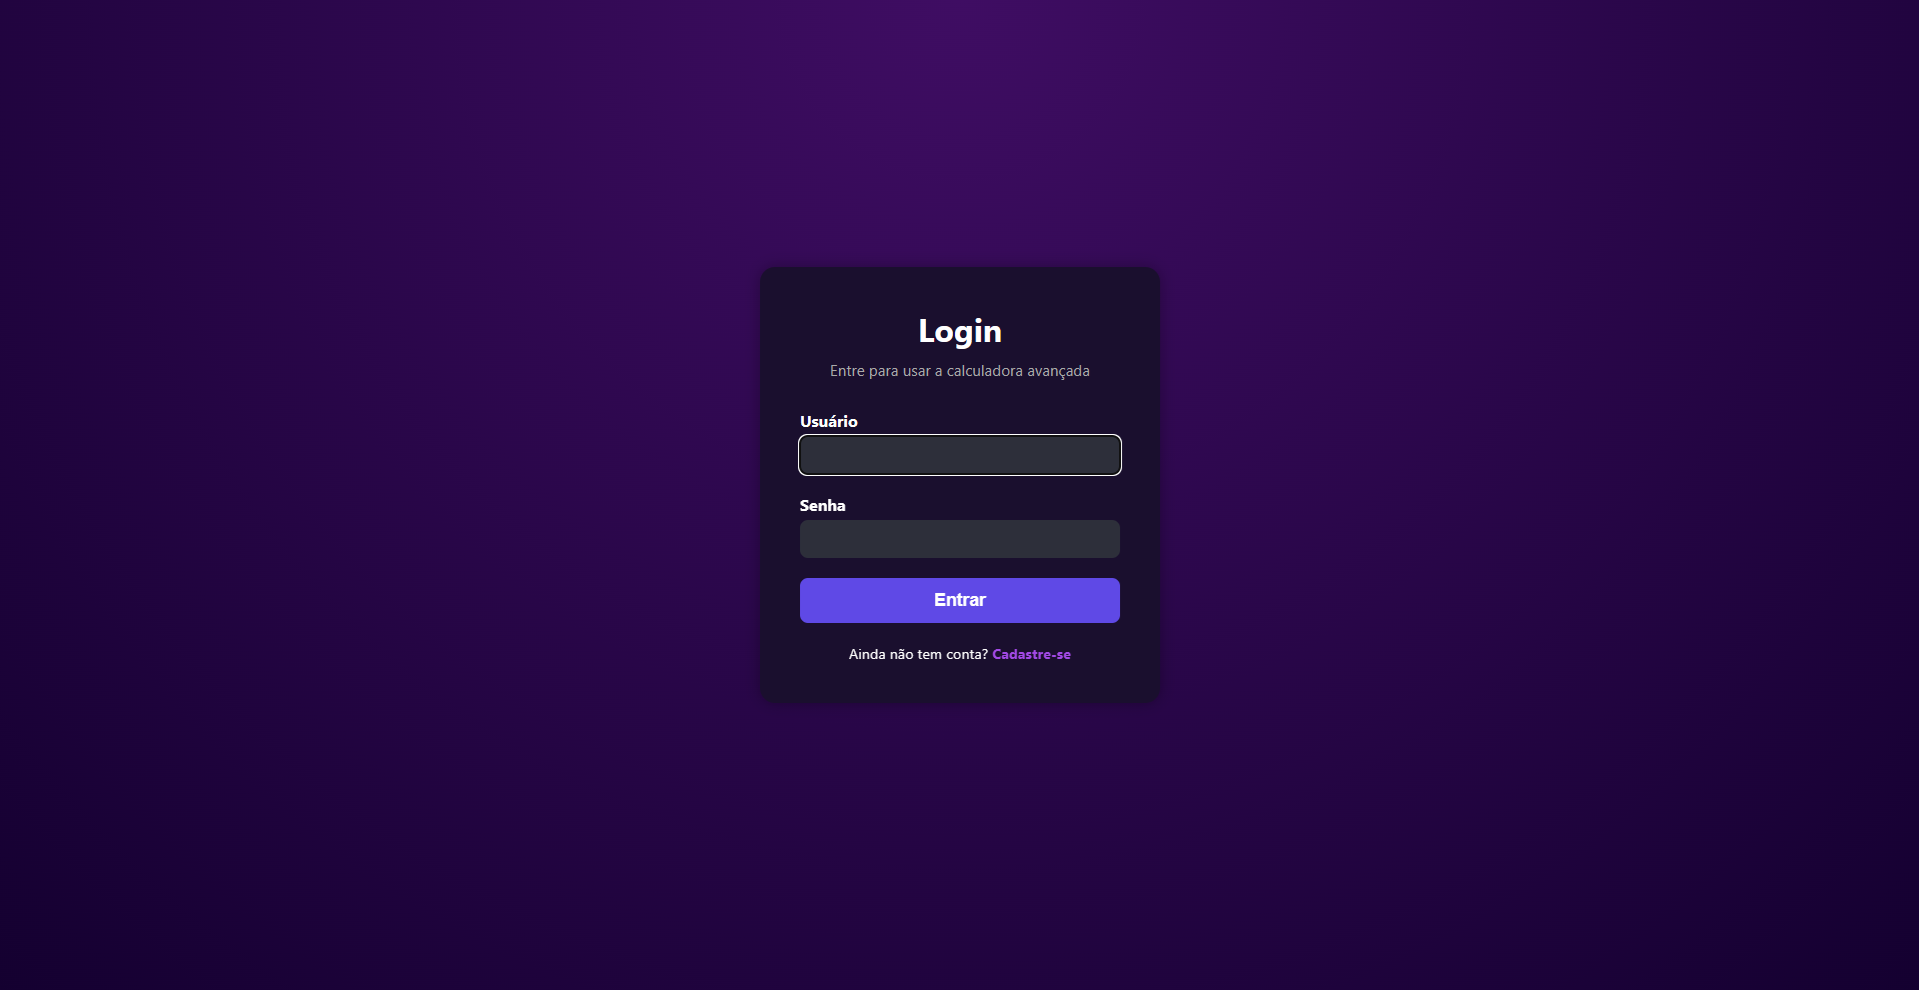 Login
Entre para usar a calculadora avançada
Usuário
Senha
Entrar
Ainda não tem conta? Cadastre-se